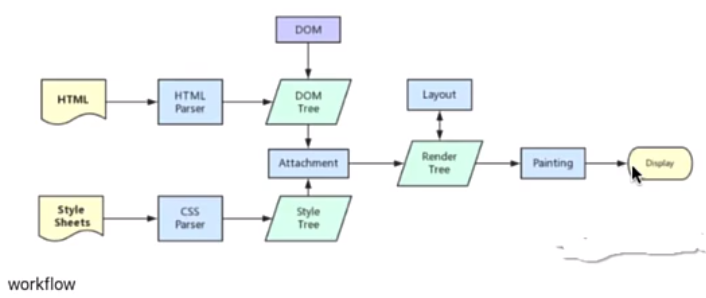 DOM
HTML
HTML
Parser
DOM
Tree
Layout
Attachment
Render
Tree
Painting
Display
Style
Sheets
CSS
Parser
Style
Tree
workflow